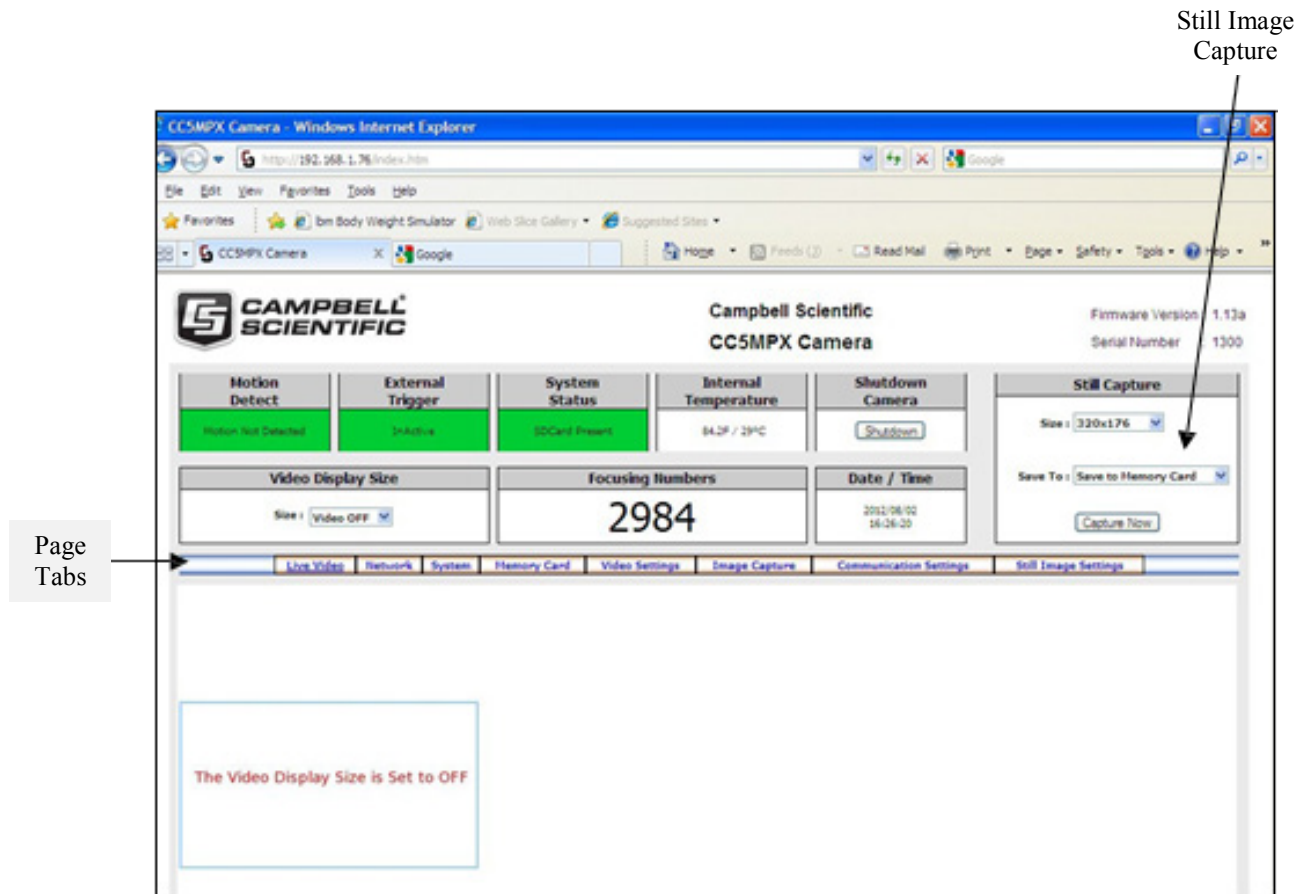 Still Image
Capture
CC5MPX Camera - Windows Internet Explorer
http://192.168.1.76/index.htm
Google
File Edit View Favorites Tools Help
Favorites ibm Body Weight Simulator Web Slice Gallery Suggested Sites
CC5MPX Camera X Google Home Feeds (J) Read Mail Print Page Safety Tools Help
CAMPBELL
SCIENTIFIC
Campbell Scientific
CC5MPX Camera
Firmware Version : 1.13a
Serial Number : 1300
Motion
Detect
Motion Not Detected
External
Trigger
InActive
System
Status
SDCard Present
Internal
Temperature
84.2F / 29ºC
Shutdown
Camera
Shutdown
Still Capture
Size : 320x176
Save To : Save to Memory Card
Capture Now
Video Display Size
Size : Video OFF
Focusing Numbers
2984
Date / Time
2012/08/02
16:26:20
Page
Tabs
Live Video Network System Memory Card Video Settings Image Capture Communication Settings Still Image Settings
The Video Display Size is Set to OFF